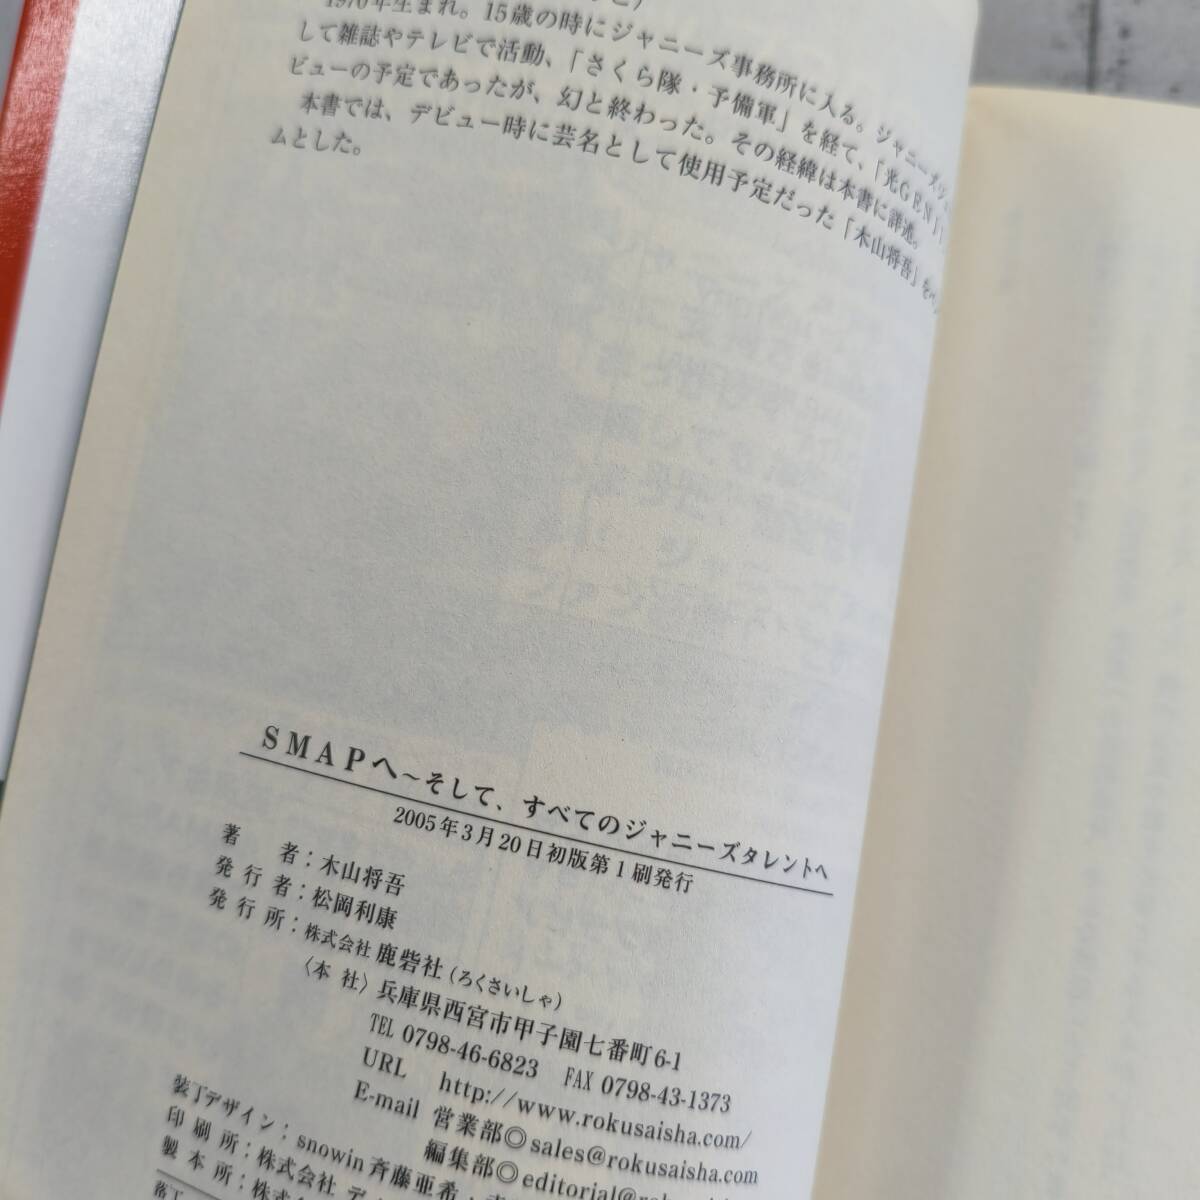 1970年生まれ。15歳の時にジャニーズ事務所に入る。ジャニーズ
して雑誌やテレビで活動、「さくら隊・予備軍」を経て、「光GENJI
ビューの予定であったが、幻と終わった。その経緯は本書に詳述。
本書では、デビュー時に芸名として使用予定だった「木山将吾」をペ
ムとした。
SMAPへ～そして、すべてのジャニーズタレントへ
2005年3月20日初版第1刷発行
著　者：木山将吾
発行者：松岡利康
発行所：株式会社 鹿砦社（ろくさいしゃ）
〈本 社〉兵庫県西宮市甲子園七番町6-1
TEL 0798-46-6823　FAX 0798-43-1373
URL　http://www.rokusaisha.com/
E-mail 営業部◎sales@rokusaisha.com
編集部◎editorial@rokusaisha.com
装丁デザイン：snowin 斉藤亜希・
印刷所：株式会社 デ
製本所：株式会
落丁